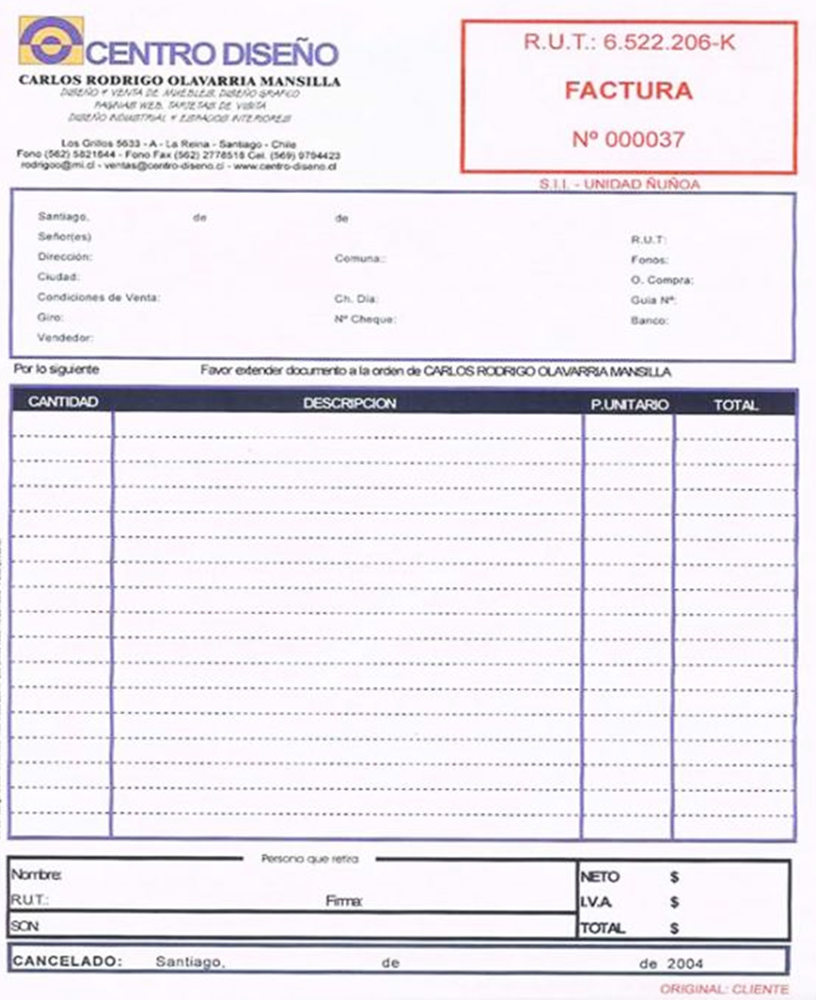 CENTRO DISEÑO
CARLOS RODRIGO OLAVARRIA MANSILLA
DISEÑO Y VENTA DE MUEBLES, DISEÑO GRAFICO
PAGINAS WEB, TARJETAS DE VISITA
DISEÑO INDUSTRIAL Y ESPACIOS INTERIORES
Los Grillos 5633 - A - La Reina - Santiago - Chile
Fono (562) 5821644 - Fono Fax (562) 2778518 Cel. (569) 9794423
rodrigoo@mi.cl - ventas@centro-diseno.cl - www.centro-diseno.cl
R.U.T.: 6.522.206-K
FACTURA
Nº 000037
S.I.I. - UNIDAD ÑUÑOA
Santiago, de de
Señor(es) R.U.T:
Dirección: Comuna: Fonos:
Ciudad: O. Compra:
Condiciones de Venta: Ch. Día: Guia Nº:
Giro: Nº Cheque: Banco:
Vendedor:
Por lo siguiente Favor extender documento a la orden de CARLOS RODRIGO OLAVARRIA MANSILLA
CANTIDAD DESCRIPCION P.UNITARIO TOTAL
Persona que retira
Nombre: NETO $
R.U.T.: Firma: I.V.A. $
SON: TOTAL $
CANCELADO: Santiago, de de 2004
ORIGINAL: CLIENTE